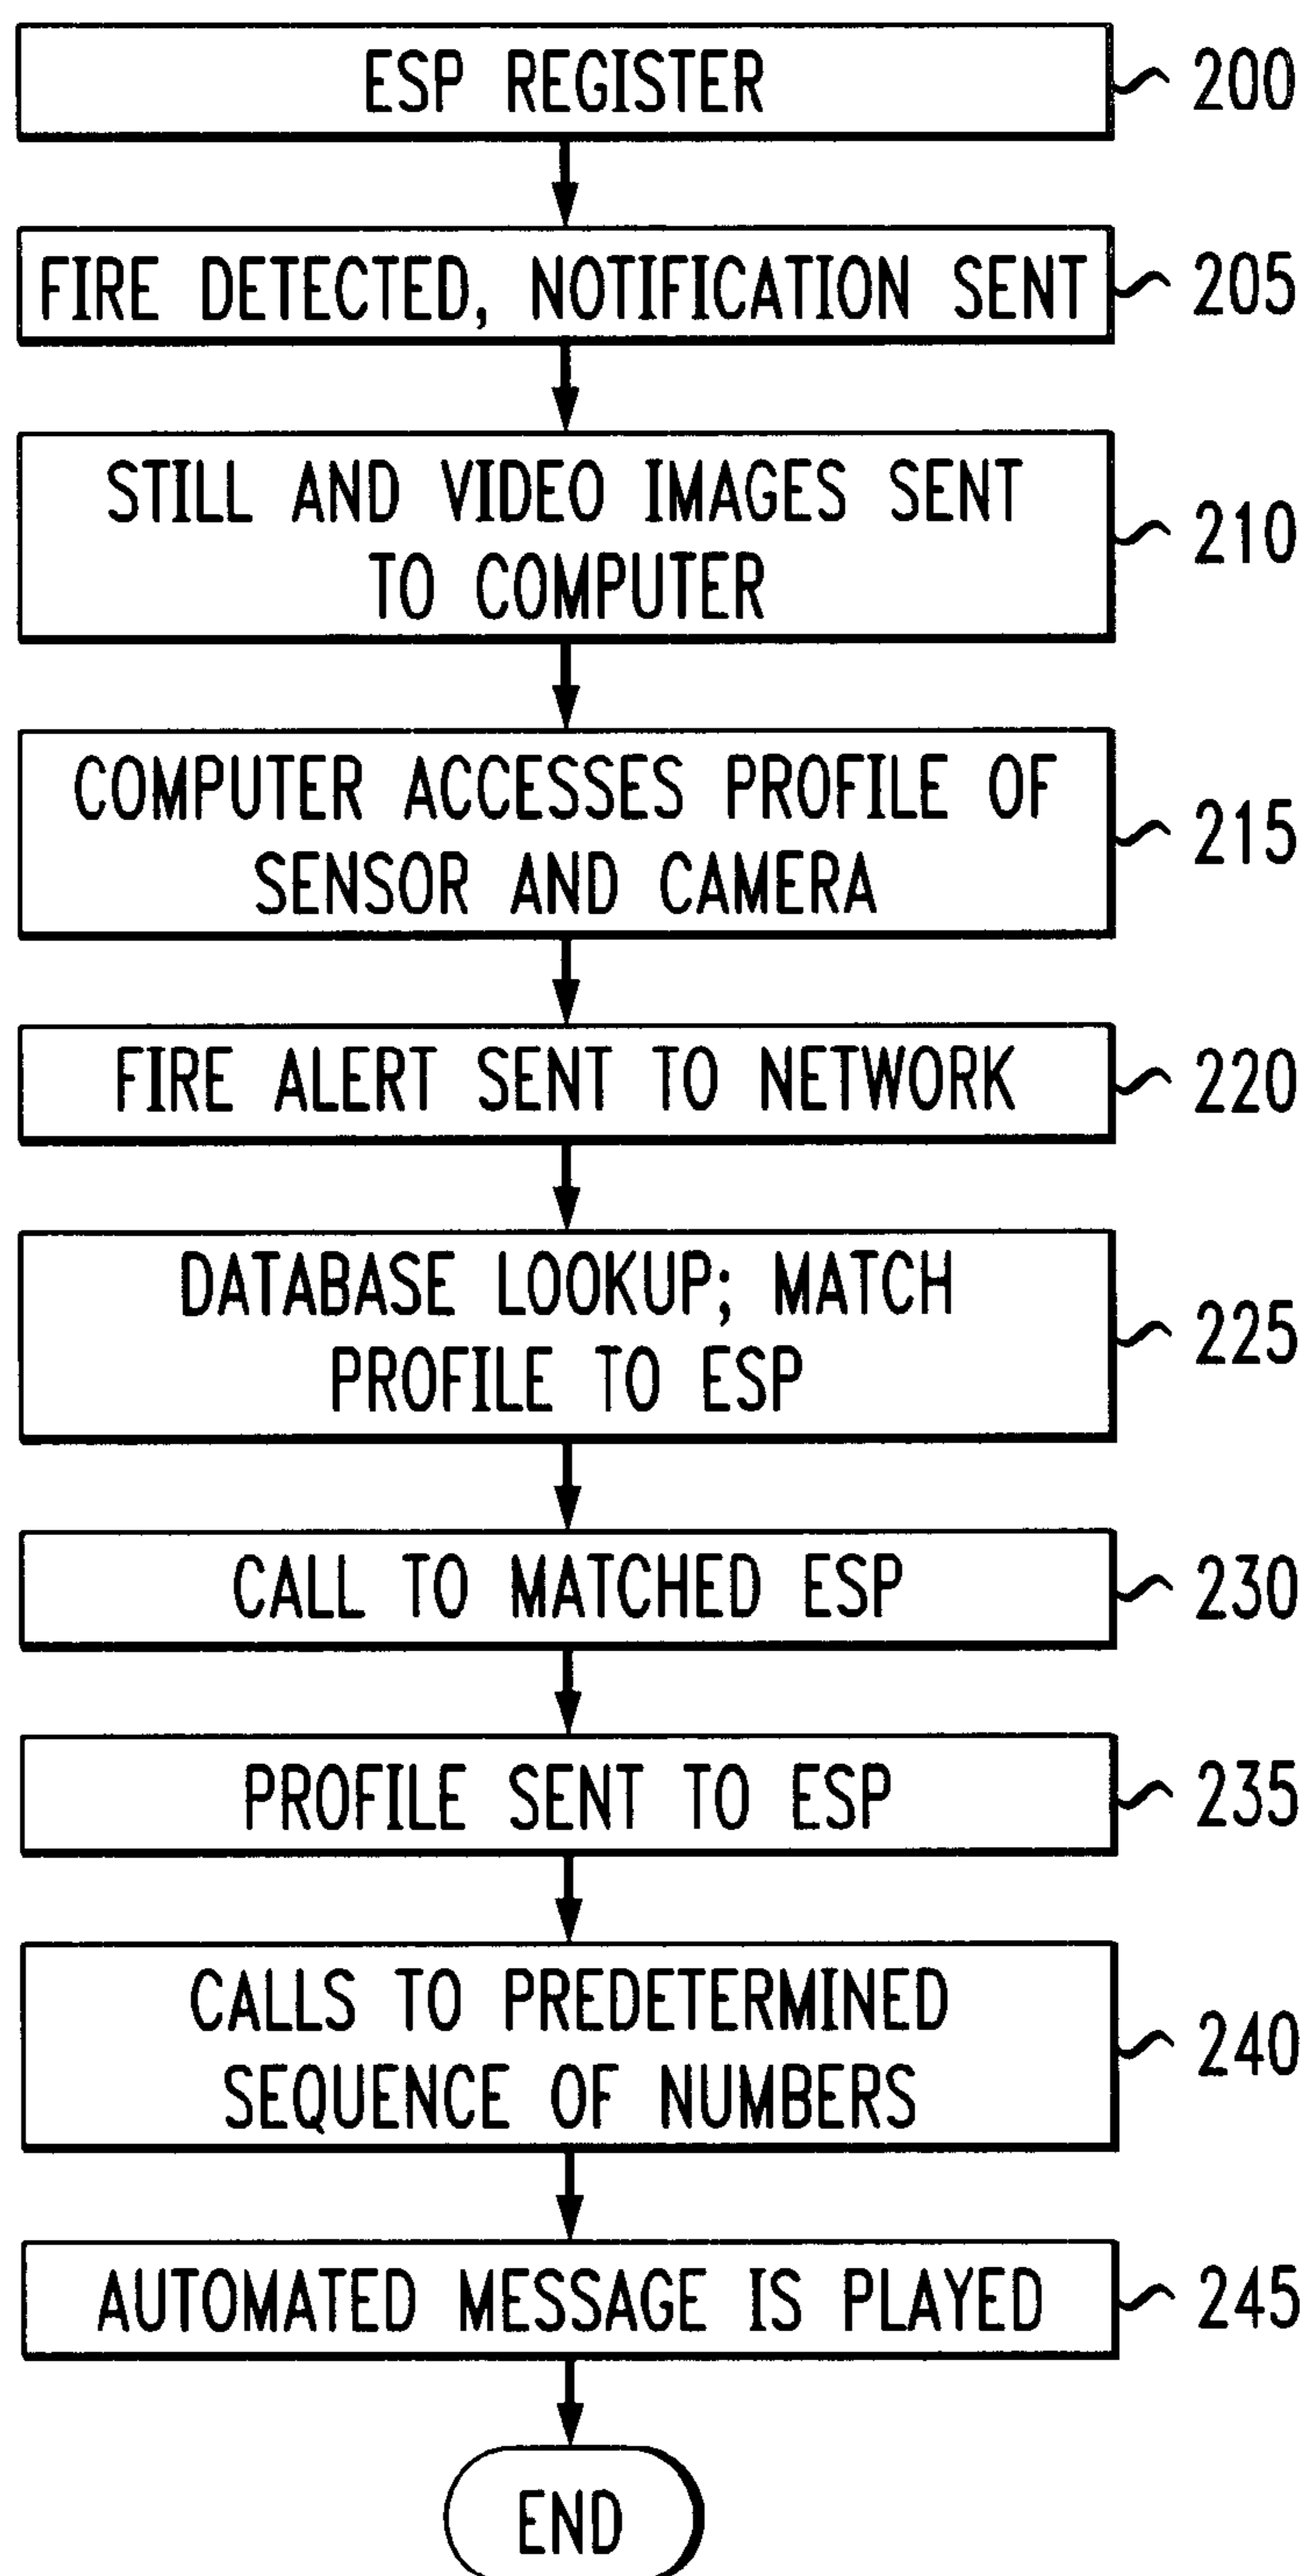 ESP REGISTER 200
FIRE DETECTED, NOTIFICATION SENT 205
STILL AND VIDEO IMAGES SENT
TO COMPUTER
210
COMPUTER ACCESSES PROFILE OF
SENSOR AND CAMERA
215
FIRE ALERT SENT TO NETWORK 220
DATABASE LOOKUP; MATCH
PROFILE TO ESP
225
CALL TO MATCHED ESP 230
PROFILE SENT TO ESP 235
CALLS TO PREDETERMINED
SEQUENCE OF NUMBERS
240
AUTOMATED MESSAGE IS PLAYED 245
END